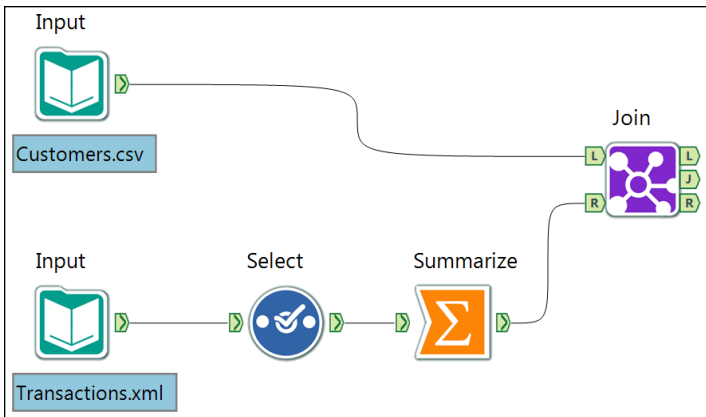 Input
Customers.csv
Join
L
L
J
R
R
Input
Select
Summarize
Σ
Transactions.xml